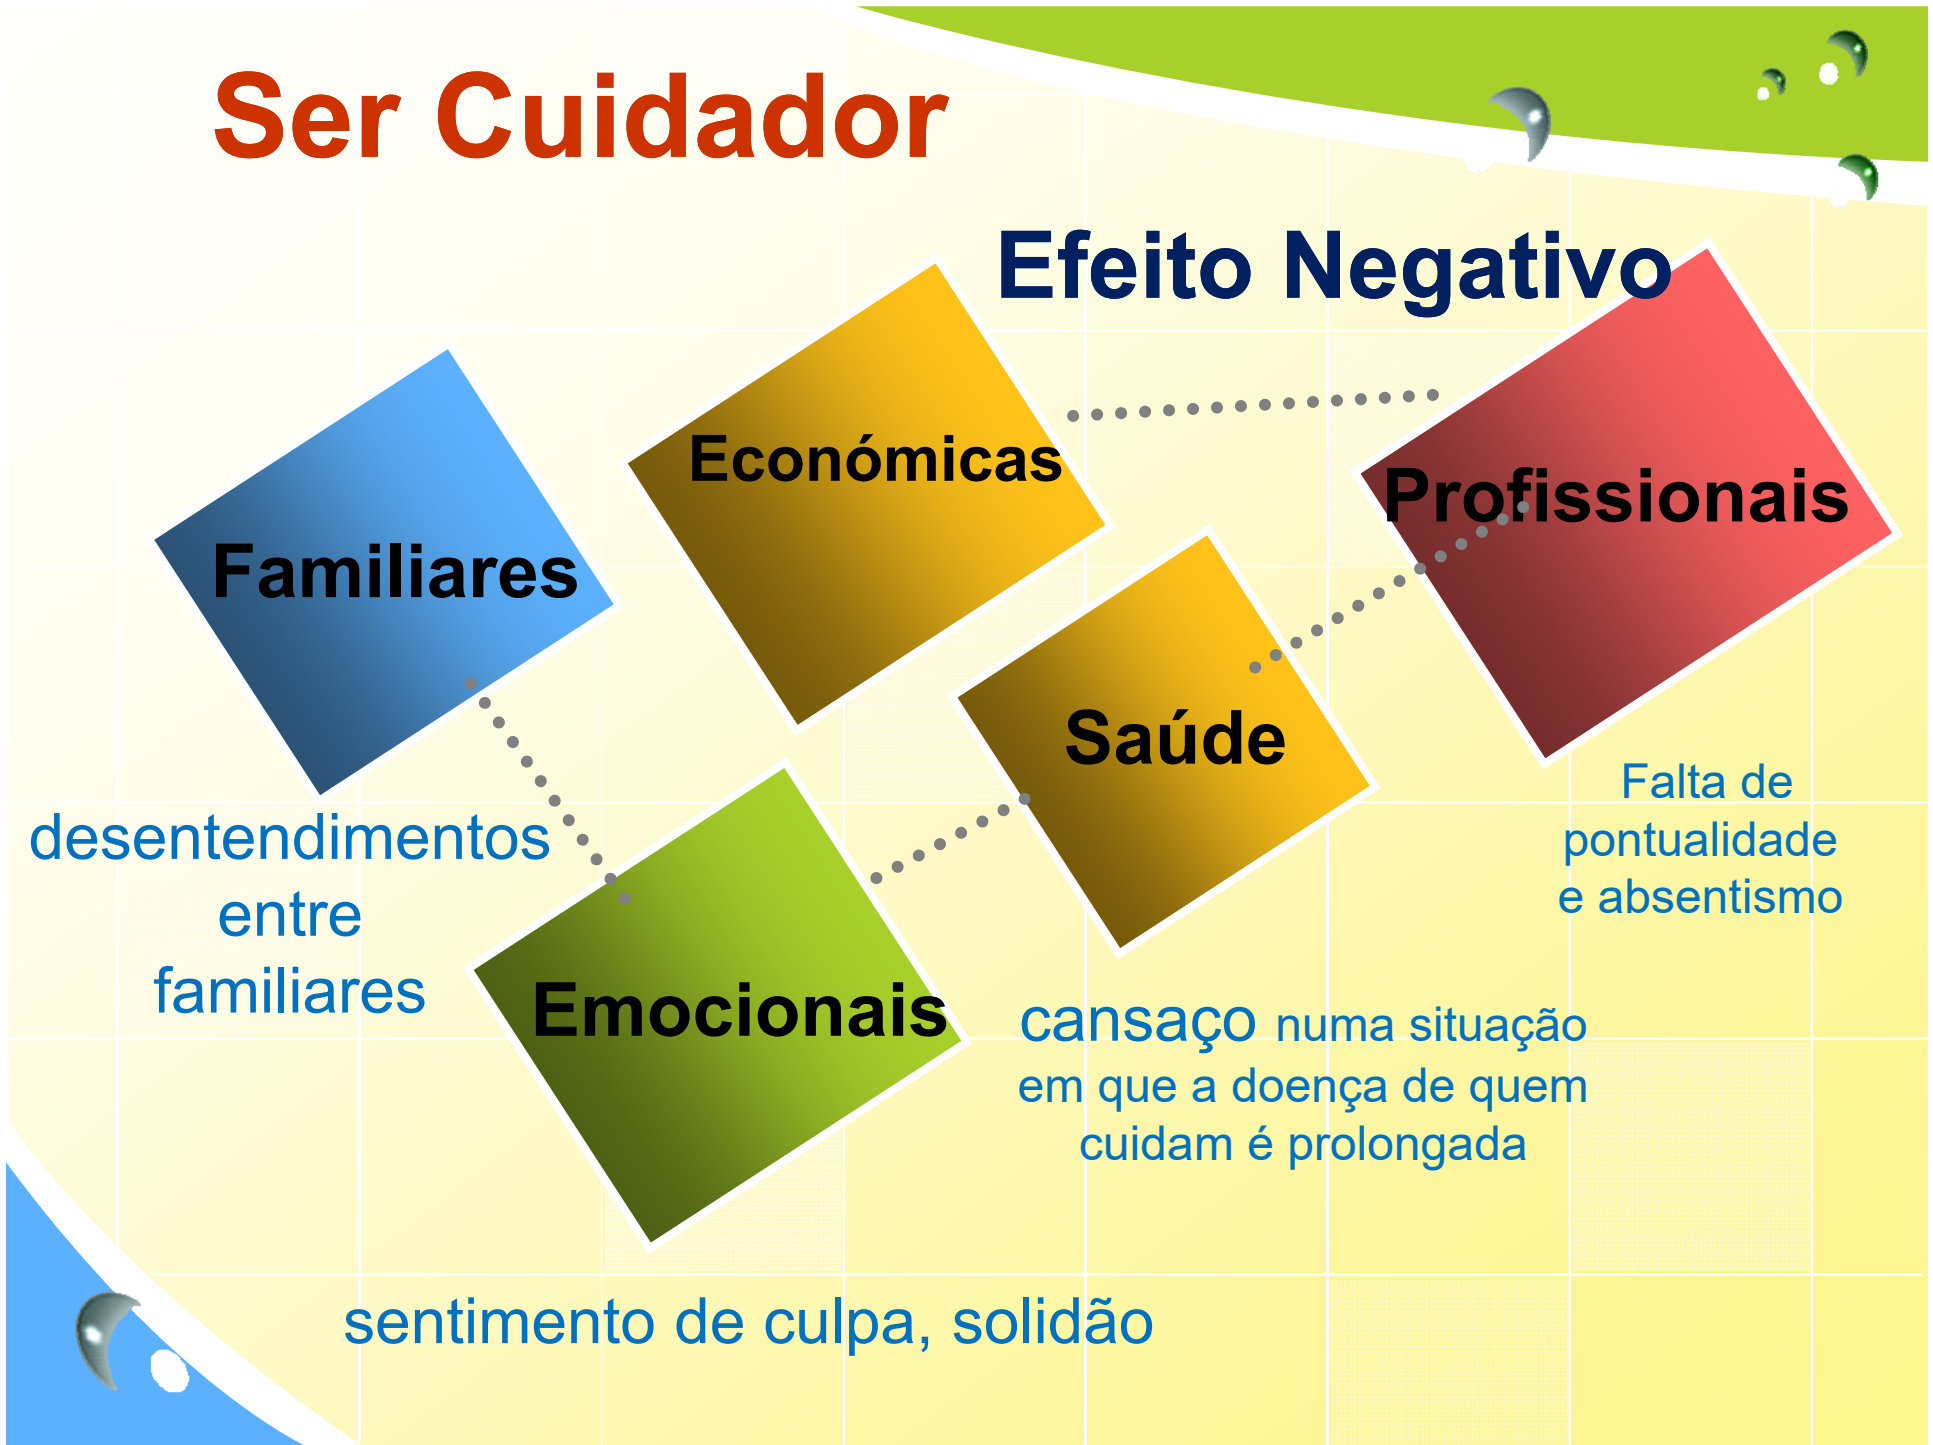 Ser Cuidador
Efeito Negativo
Económicas
Profissionais
Familiares
Saúde
Falta de
pontualidade
e absentismo
desentendimentos
entre
familiares
Emocionais
cansaço numa situação
em que a doença de quem
cuidam é prolongada
sentimento de culpa, solidão